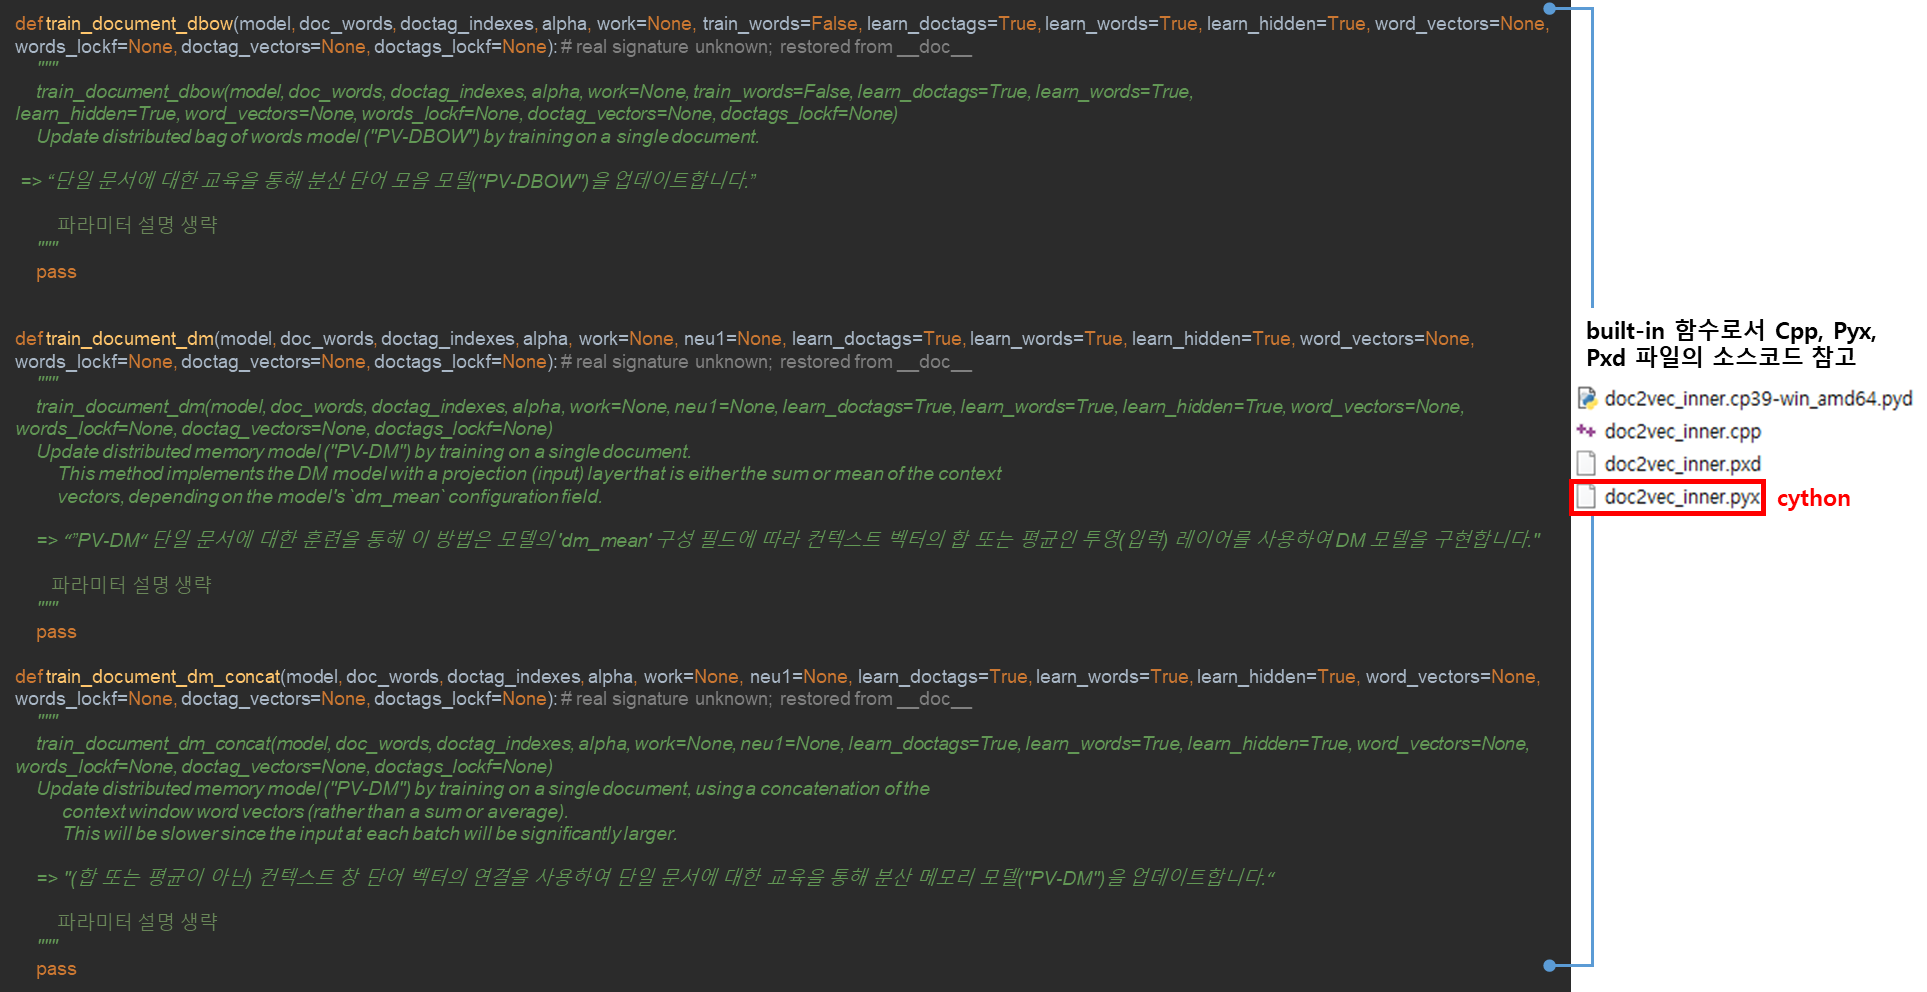 def train_document_dbow(model, doc_words, doctag_indexes, alpha, work=None, train_words=False, learn_doctags=True, learn_words=True, learn_hidden=True, word_vectors=None,
words_lockf=None, doctag_vectors=None, doctags_lockf=None): # real signature unknown; restored from __doc__
"""
train_document_dbow(model, doc_words, doctag_indexes, alpha, work=None, train_words=False, learn_doctags=True, learn_words=True,
learn_hidden=True, word_vectors=None, words_lockf=None, doctag_vectors=None, doctags_lockf=None)
Update distributed bag of words model ("PV-DBOW") by training on a single document.
=> “단일 문서에 대한 교육을 통해 분산 단어 모음 모델("PV-DBOW")을 업데이트합니다.”
파라미터 설명 생략
"""
pass
def train_document_dm(model, doc_words, doctag_indexes, alpha, work=None, neu1=None, learn_doctags=True, learn_words=True, learn_hidden=True, word_vectors=None,
words_lockf=None, doctag_vectors=None, doctags_lockf=None): # real signature unknown; restored from __doc__
"""
train_document_dm(model, doc_words, doctag_indexes, alpha, work=None, neu1=None, learn_doctags=True, learn_words=True, learn_hidden=True, word_vectors=None,
words_lockf=None, doctag_vectors=None, doctags_lockf=None)
Update distributed memory model ("PV-DM") by training on a single document.
This method implements the DM model with a projection (input) layer that is either the sum or mean of the context
vectors, depending on the model's `dm_mean` configuration field.
=> “”PV-DM“ 단일 문서에 대한 훈련을 통해 이 방법은 모델의 'dm_mean' 구성 필드에 따라 컨텍스트 벡터의 합 또는 평균인 투영(입력) 레이어를 사용하여 DM 모델을 구현합니다."
파라미터 설명 생략
"""
pass
def train_document_dm_concat(model, doc_words, doctag_indexes, alpha, work=None, neu1=None, learn_doctags=True, learn_words=True, learn_hidden=True, word_vectors=None,
words_lockf=None, doctag_vectors=None, doctags_lockf=None): # real signature unknown; restored from __doc__
"""
train_document_dm_concat(model, doc_words, doctag_indexes, alpha, work=None, neu1=None, learn_doctags=True, learn_words=True, learn_hidden=True, word_vectors=None,
words_lockf=None, doctag_vectors=None, doctags_lockf=None)
Update distributed memory model ("PV-DM") by training on a single document, using a concatenation of the
context window word vectors (rather than a sum or average).
This will be slower since the input at each batch will be significantly larger.
=> "(합 또는 평균이 아닌) 컨텍스트 창 단어 벡터의 연결을 사용하여 단일 문서에 대한 교육을 통해 분산 메모리 모델("PV-DM")을 업데이트합니다.“
파라미터 설명 생략
"""
pass
built-in 함수로서 Cpp, Pyx,
Pxd 파일의 소스코드 참고
doc2vec_inner.cp39-win_amd64.pyd
doc2vec_inner.cpp
doc2vec_inner.pxd
doc2vec_inner.pyx cython